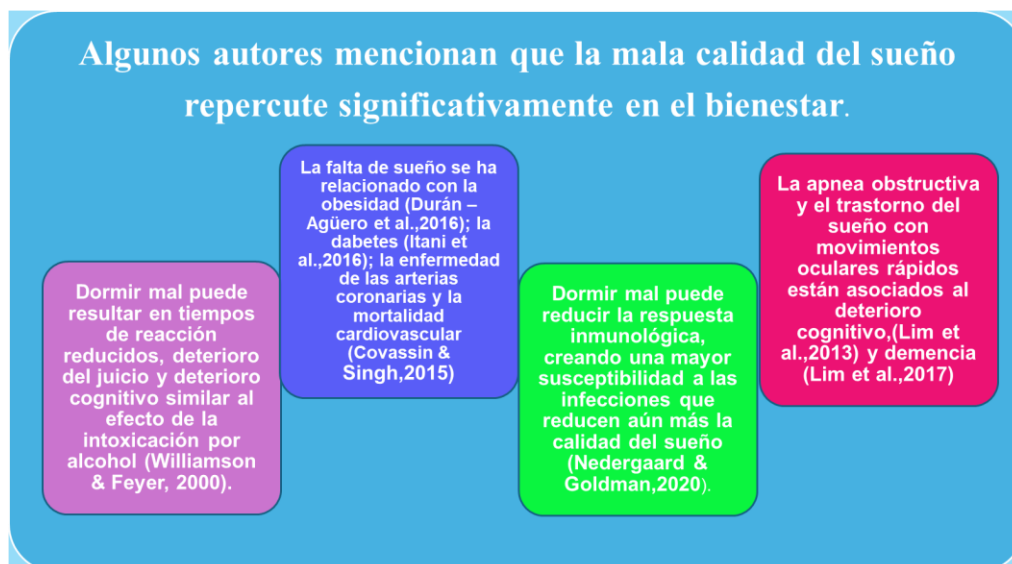 Algunos autores mencionan que la mala calidad del sueño
repercute significativamente en el bienestar.
Dormir mal puede
resultar en tiempos
de reacción
reducidos, deterioro
del juicio y deterioro
cognitivo similar al
efecto de la
intoxicación por
alcohol (Williamson
& Feyer, 2000).
La falta de sueño se ha
relacionado con la
obesidad (Durán –
Agüero et al.,2016); la
dabetes (Itani et
al.,2016); la enfermedad
de las arterias
coronarias y la
mortalidad
cardiovascular
(Covassin &
Singh,2015)
Dormir mal puede
reducir la respuesta
inmunológica,
creando una mayor
susceptibilidad a las
infecciones que
reducen aún más la
calidad del sueño
(Nedergaard &
Goldman,2020).
La apnea obstructiva
y el trastorno del
sueño con
movimientos
oculares rápidos
están asociados al
deterioro
cognitivo,(Lim et
al.,2013) y demencia
(Lim et al.,2017)